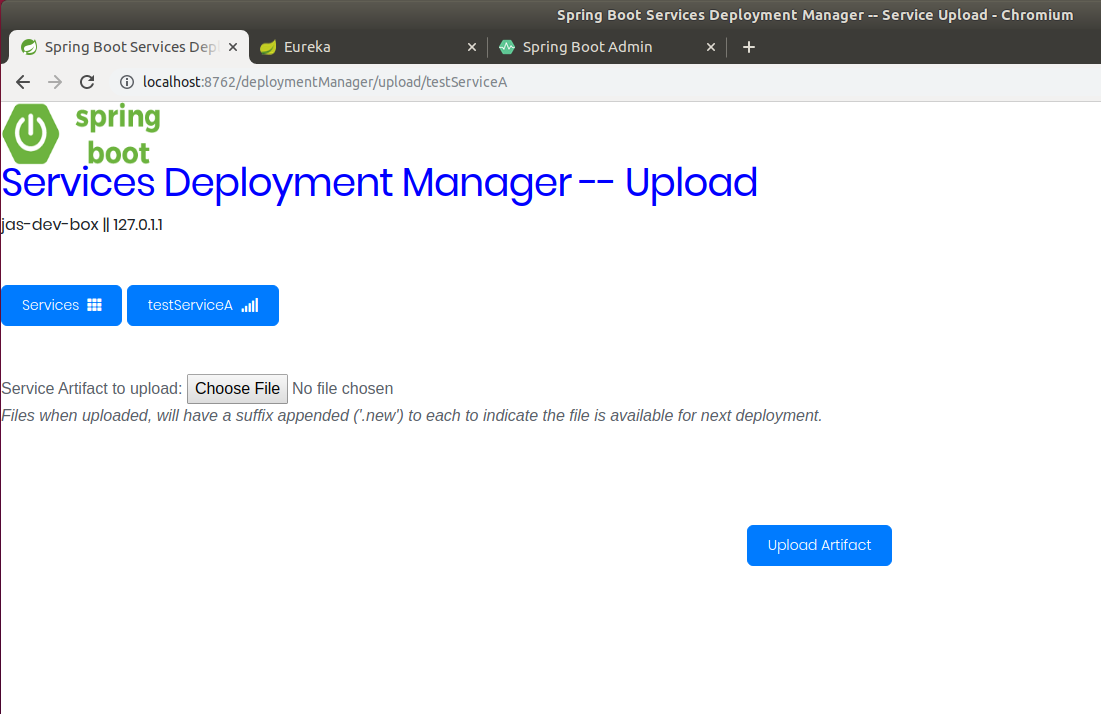 Spring Boot Services Deployment Manager -- Service Upload - Chromium
Spring Boot Services Dep
Eureka
Spring Boot Admin
localhost:8762/deploymentManager/upload/testServiceA
spring
boot
Services Deployment Manager -- Upload
jas-dev-box || 127.0.1.1
Services
testServiceA
Service Artifact to upload: Choose File No file chosen
Files when uploaded, will have a suffix appended ('.new') to each to indicate the file is available for next deployment.
Upload Artifact